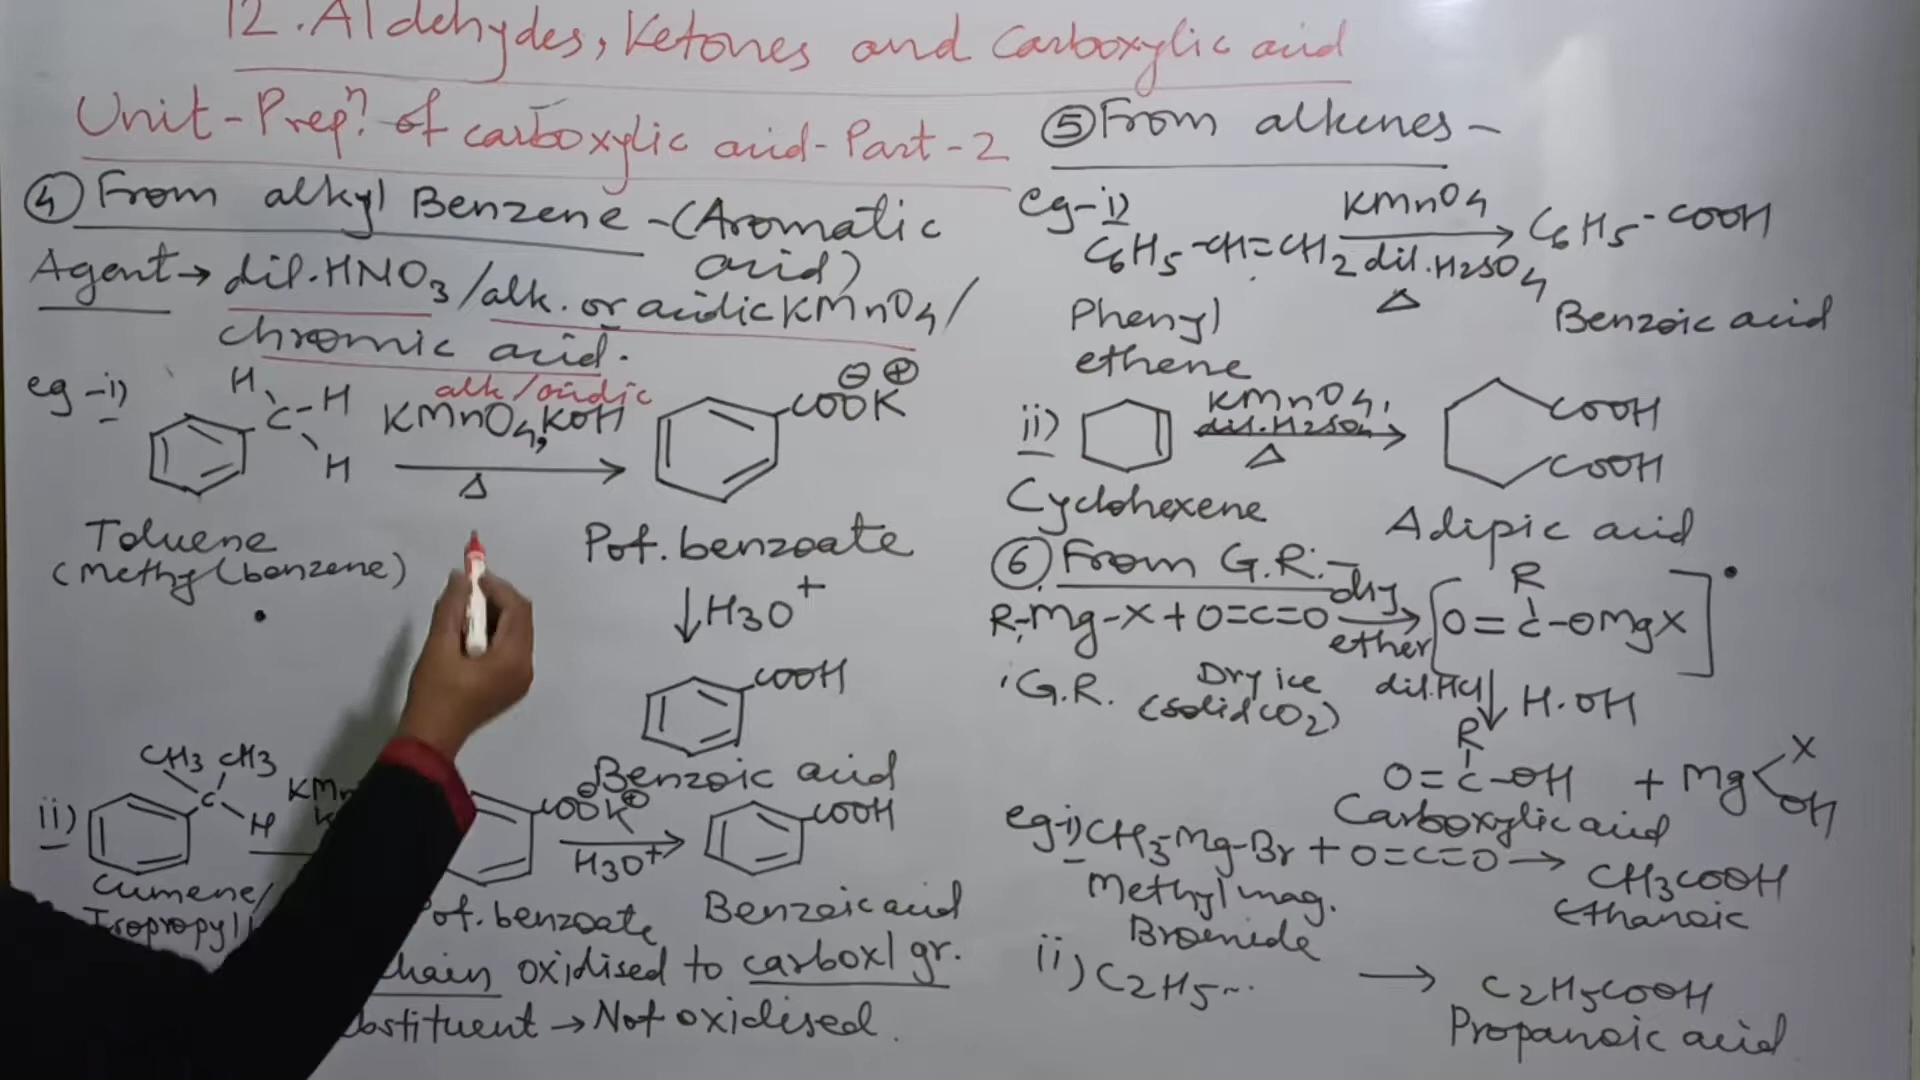 12. Aldehydes, Ketones and Carboxylic acid
Unit-Prepⁿ. of carboxylic acid-Part-2
④ From alkyl Benzene -(Aromatic
acid)
Agent→ dil.HNO3/alk. or acidic KMnO4/
chromic acid.
eg-i)
H
C-H
H
alk/acidic
KMnO4, KOH
Δ
⊖ ⊕
COOK
Toluene
(Methylbenzene)
Pot. benzoate
↓H3O+
COOH
Benzoic acid
ii)
CH3 CH3
C
H
KMn
⊖ ⊕
COOK
H3O+
COOH
Cumene/
Isopropyl
Pot. benzoate
Benzoic acid
chain oxidised to carboxl gr.
bstituent → Not oxidised.
⑤ From alkenes -
eg-i)
C6H5-CH=CH2
KMnO4
dil.H2SO4
Δ
C6H5-COOH
Phenyl
ethene
Benzoic acid
ii)
KMnO4,
dil.H2SO4
Δ
COOH
COOH
Cyclohexene
Adipic acid
⑥ From G.R.-
R-Mg-X + O=C=O
dry
ether
R
[O=C-OMgX]
G.R.
Dry ice
(solid CO2)
dil.HCl↓ H.OH
R
O=C-OH + Mg
X
OH
Carboxylic acid
eg-i) CH3-Mg-Br + O=C=O → CH3COOH
Methyl mag.
Bromide
Ethanoic
ii) C2H5... → C2H5COOH
Propanoic acid